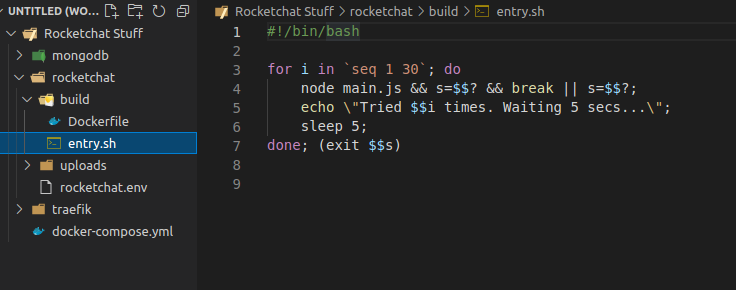 UNTITLED (WO...
Rocketchat Stuff
mongodb
rocketchat
build
Dockerfile
entry.sh
uploads
rocketchat.env
traefik
docker-compose.yml
Rocketchat Stuff > rocketchat > build > entry.sh
1 #!/bin/bash
2
3 for i in `seq 1 30`; do
4 node main.js && s=$$? && break || s=$$?;
5 echo \"Tried $$i times. Waiting 5 secs...\";
6 sleep 5;
7 done; (exit $$s)
8
9